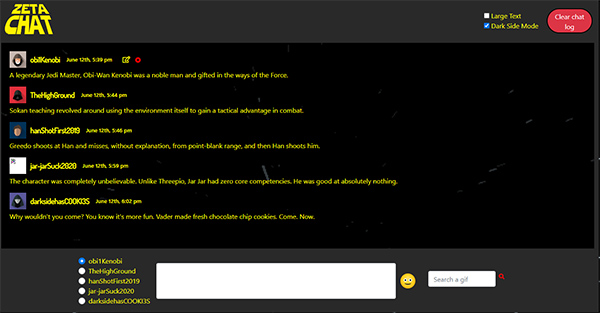 ZETA
CHAT
Large Text
Dark Side Mode
Clear chat
log
obi1Kenobi June 12th, 5:39 pm
A legendary Jedi Master, Obi-Wan Kenobi was a noble man and gifted in the ways of the Force.
TheHighGround June 12th, 5:44 pm
Sokan teaching revolved around using the environment itself to gain a tactical advantage in combat.
hanShotFirst2019 June 12th, 5:46 pm
Greedo shoots at Han and misses, without explanation, from point-blank range, and then Han shoots him.
jar-jarSuck2020 June 12th, 5:59 pm
The character was completely unbelievable. Unlike Threepio, Jar Jar had zero core competencies. He was good at absolutely nothing.
darksidehasC00KI3S June 12th, 6:02 pm
Why wouldn't you come? You know it's more fun. Vader made fresh chocolate chip cookies. Come. Now.
obi1Kenobi
TheHighGround
hanShotFirst2019
jar-jarSuck2020
darksidehasC00KI3S
Search a gif